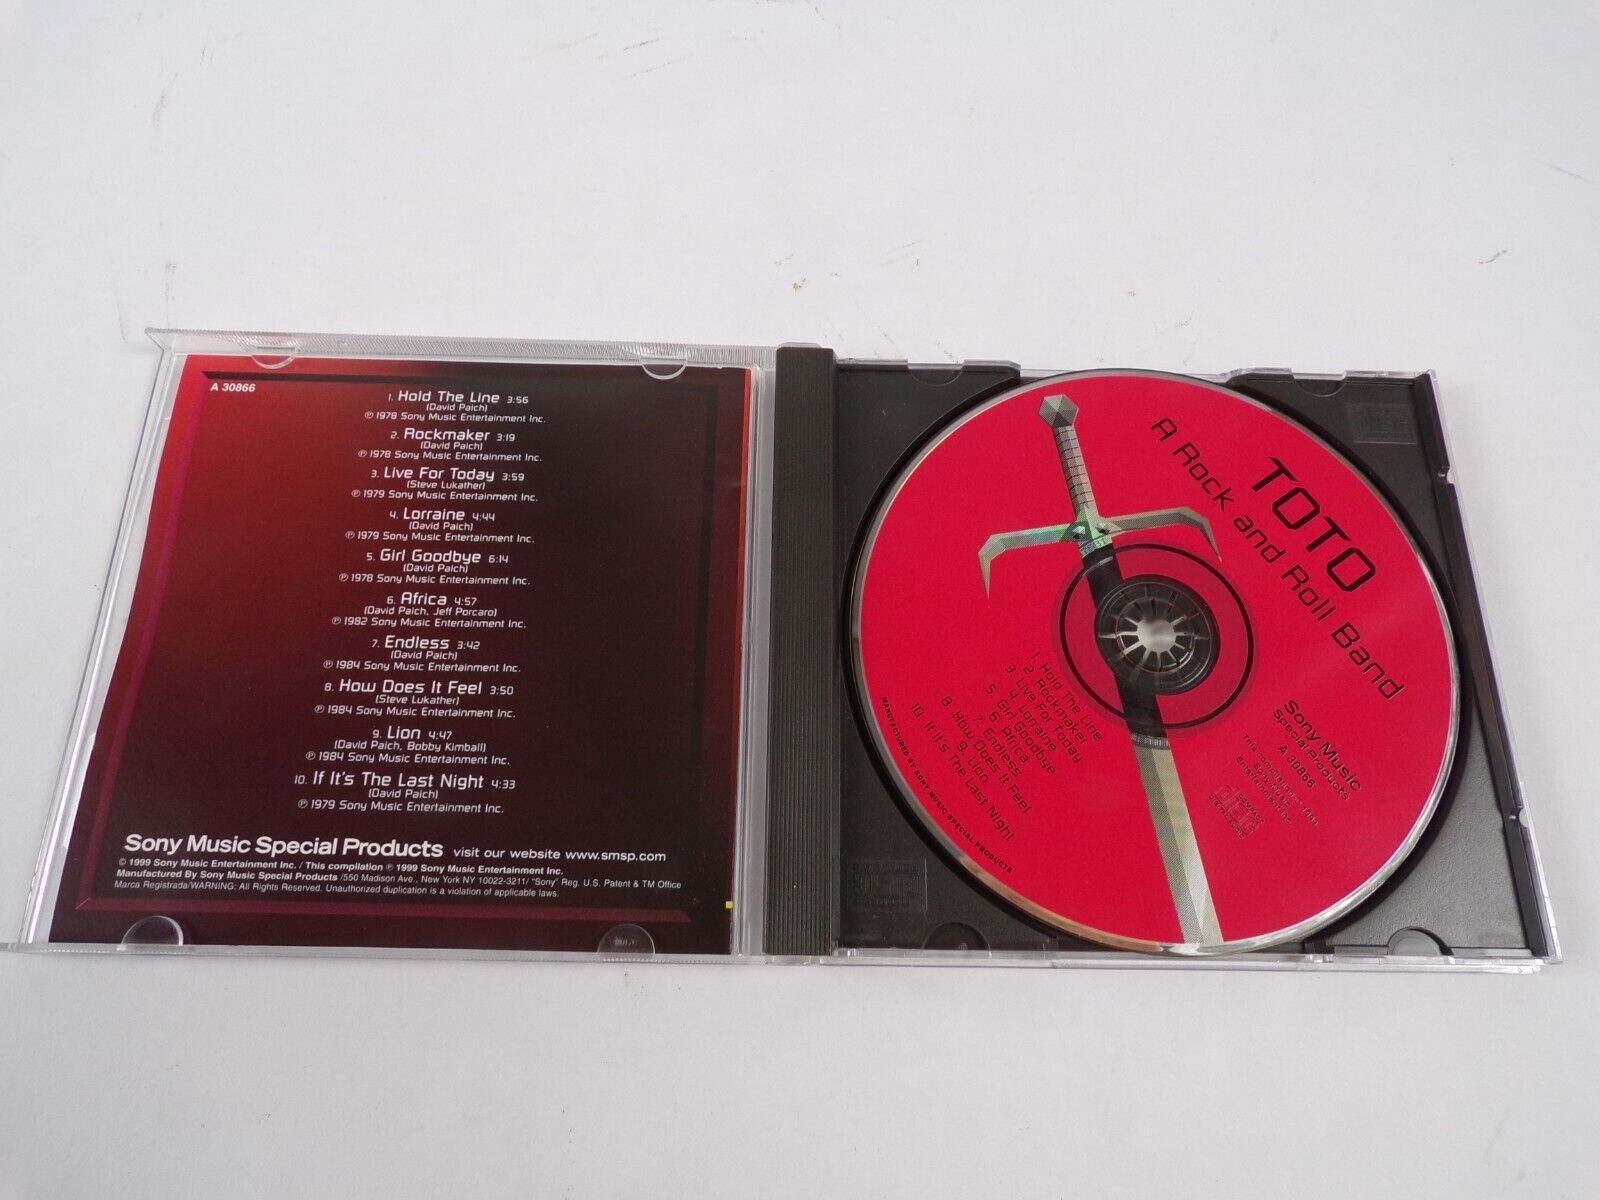 A 30866
1. Hold The Line 3:56
(David Paich)
℗ 1978 Sony Music Entertainment Inc.
2. Rockmaker 3:19
(David Paich)
℗ 1978 Sony Music Entertainment Inc.
3. Live For Today 3:59
(Steve Lukather)
℗ 1979 Sony Music Entertainment Inc.
4. Lorraine 4:44
(David Paich)
℗ 1979 Sony Music Entertainment Inc.
5. Girl Goodbye 6:14
(David Paich)
℗ 1978 Sony Music Entertainment Inc.
6. Africa 4:57
(David Paich, Jeff Porcaro)
℗ 1982 Sony Music Entertainment Inc.
7. Endless 3:42
(David Paich)
℗ 1984 Sony Music Entertainment Inc.
8. How Does It Feel 3:50
(Steve Lukather)
℗ 1984 Sony Music Entertainment Inc.
9. Lion 4:47
(David Paich, Bobby Kimball)
℗ 1984 Sony Music Entertainment Inc.
10. If It's The Last Night 4:33
(David Paich)
℗ 1979 Sony Music Entertainment Inc.
Sony Music Special Products visit our website www.smsp.com
© 1999 Sony Music Entertainment Inc. / This compilation ℗ 1999 Sony Music Entertainment Inc.
Manufactured By Sony Music Special Products /550 Madison Ave., New York NY 10022-3211/ "Sony" Reg. U.S. Patent & TM Office
Marca Registrada/WARNING: All Rights Reserved. Unauthorized duplication is a violation of applicable laws.
TOTO
A Rock and Roll Band
1. Hold The Line
2. Rockmaker
3. Live For Today
4. Lorraine
5. Girl Goodbye
6. Africa
7. Endless
8. How Does It Feel
9. Lion
10. If It's The Last Night
Sony Music
Special Products
A 30866
This compilation ℗ 1999
Sony Music
Entertainment Inc.
COMPACT
disc
DIGITAL AUDIO
MANUFACTURED BY SONY MUSIC SPECIAL PRODUCTS